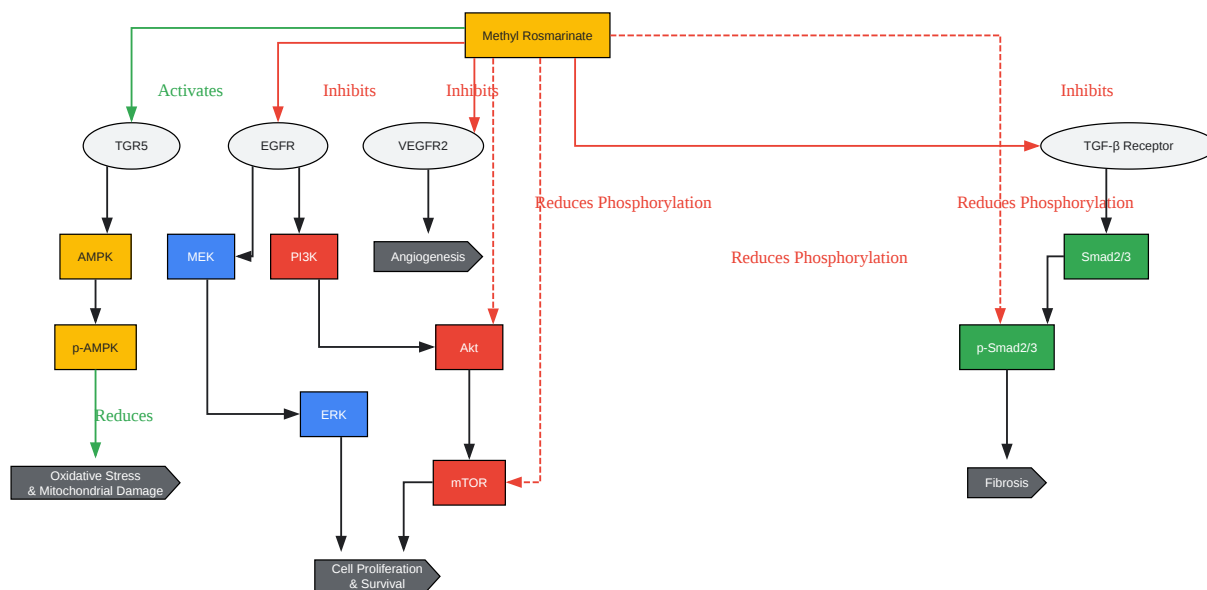 Methyl Rosmarinate
Activates
Inhibits
Inhibits
Inhibits
TGR5
EGFR
VEGFR2
TGF-β Receptor
Reduces Phosphorylation
Reduces Phosphorylation
Reduces Phosphorylation
AMPK
MEK
PI3K
Angiogenesis
Smad2/3
p-AMPK
Akt
p-Smad2/3
Reduces
ERK
Oxidative Stress
& Mitochondrial Damage
mTOR
Fibrosis
Cell Proliferation
& Survival